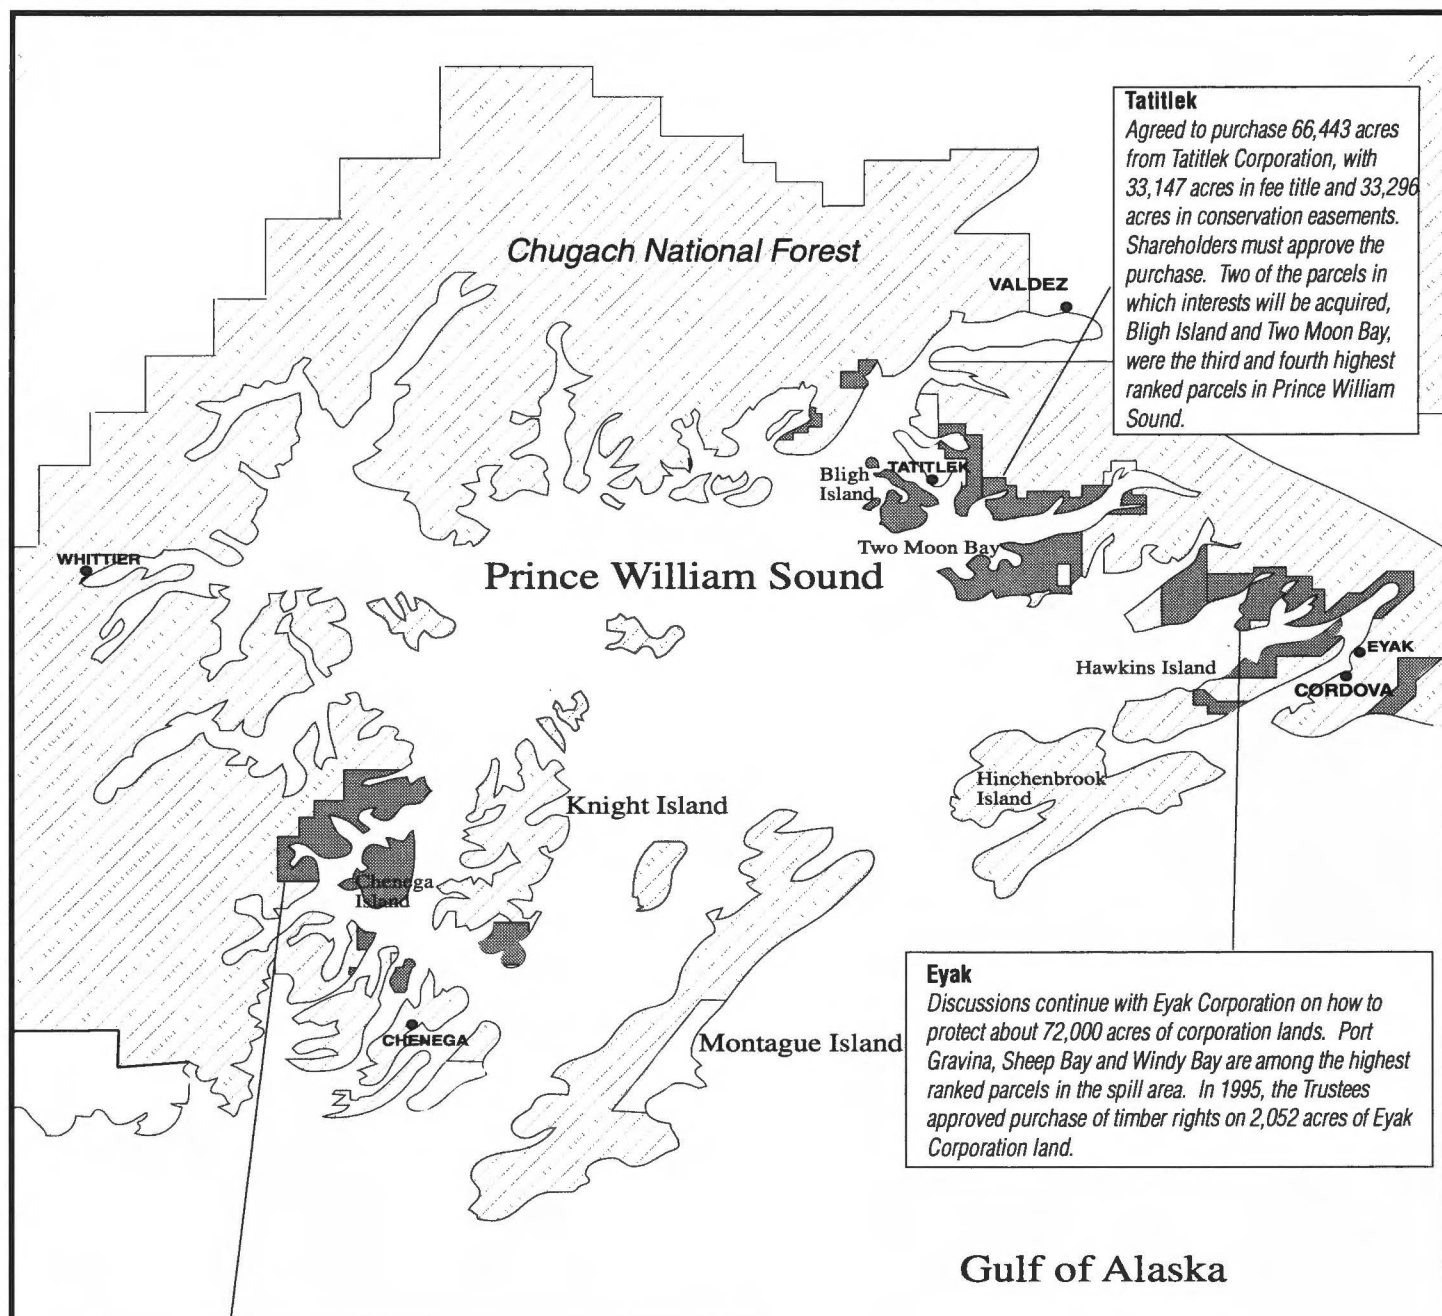 Tatitlek
Agreed to purchase 66,443 acres
from Tatitlek Corporation, with
33,147 acres in fee title and 33,296
acres in conservation easements.
Shareholders must approve the
purchase. Two of the parcels in
which interests will be acquired,
Bligh Island and Two Moon Bay,
were the third and fourth highest
ranked parcels in Prince William
Sound.
Chugach National Forest
VALDEZ
Bligh
Island
TATITLEK
Two Moon Bay
WHITTIER
Prince William Sound
EYAK
Hawkins Island
CORDOVA
Hinchenbrook
Island
Knight Island
Chenega
Island
Eyak
Discussions continue with Eyak Corporation on how to
protect about 72,000 acres of corporation lands. Port
Gravina, Sheep Bay and Windy Bay are among the highest
ranked parcels in the spill area. In 1995, the Trustees
approved purchase of timber rights on 2,052 acres of Eyak
Corporation land.
CHENEGA
Montague Island
Gulf of Alaska